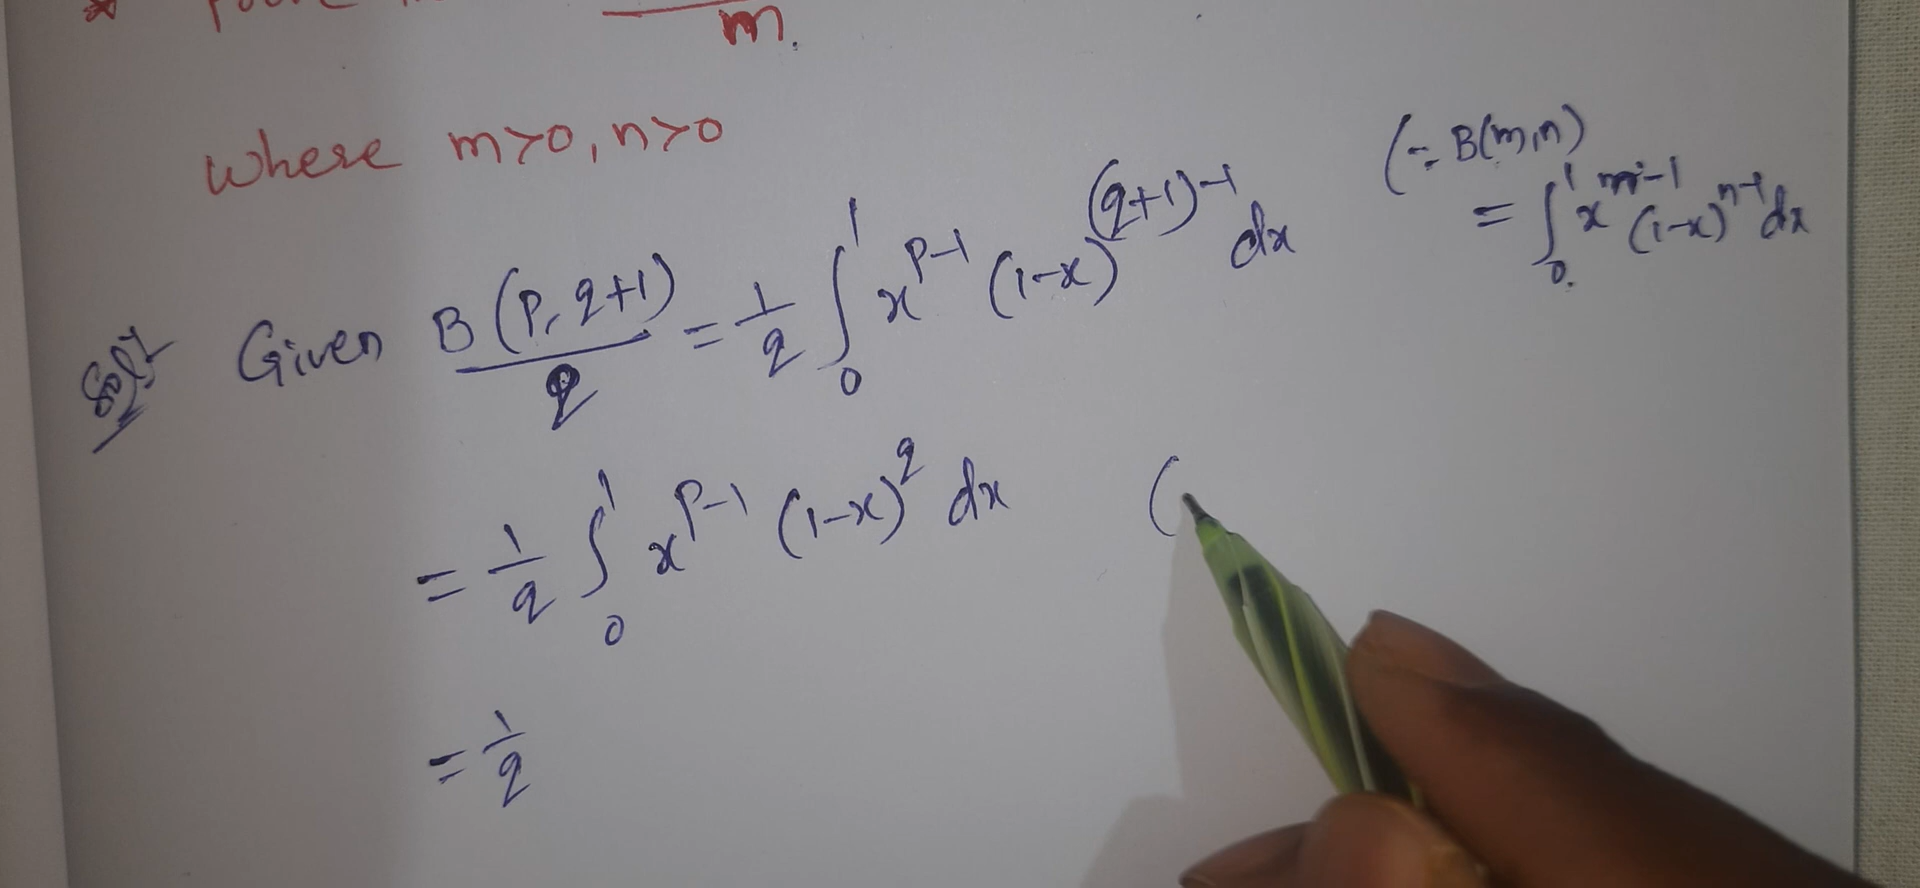 m.
where m>0, n>0
(∵ B(m,n)
= ∫₀¹ x^(m-1) (1-x)^(n-1) dx
Sol:- Given B(P, q+1)/q = 1/q ∫₀¹ x^(P-1) (1-x)^((q+1)-1) dx
= 1/q ∫₀¹ x^(P-1) (1-x)^q dx (
= 1/q